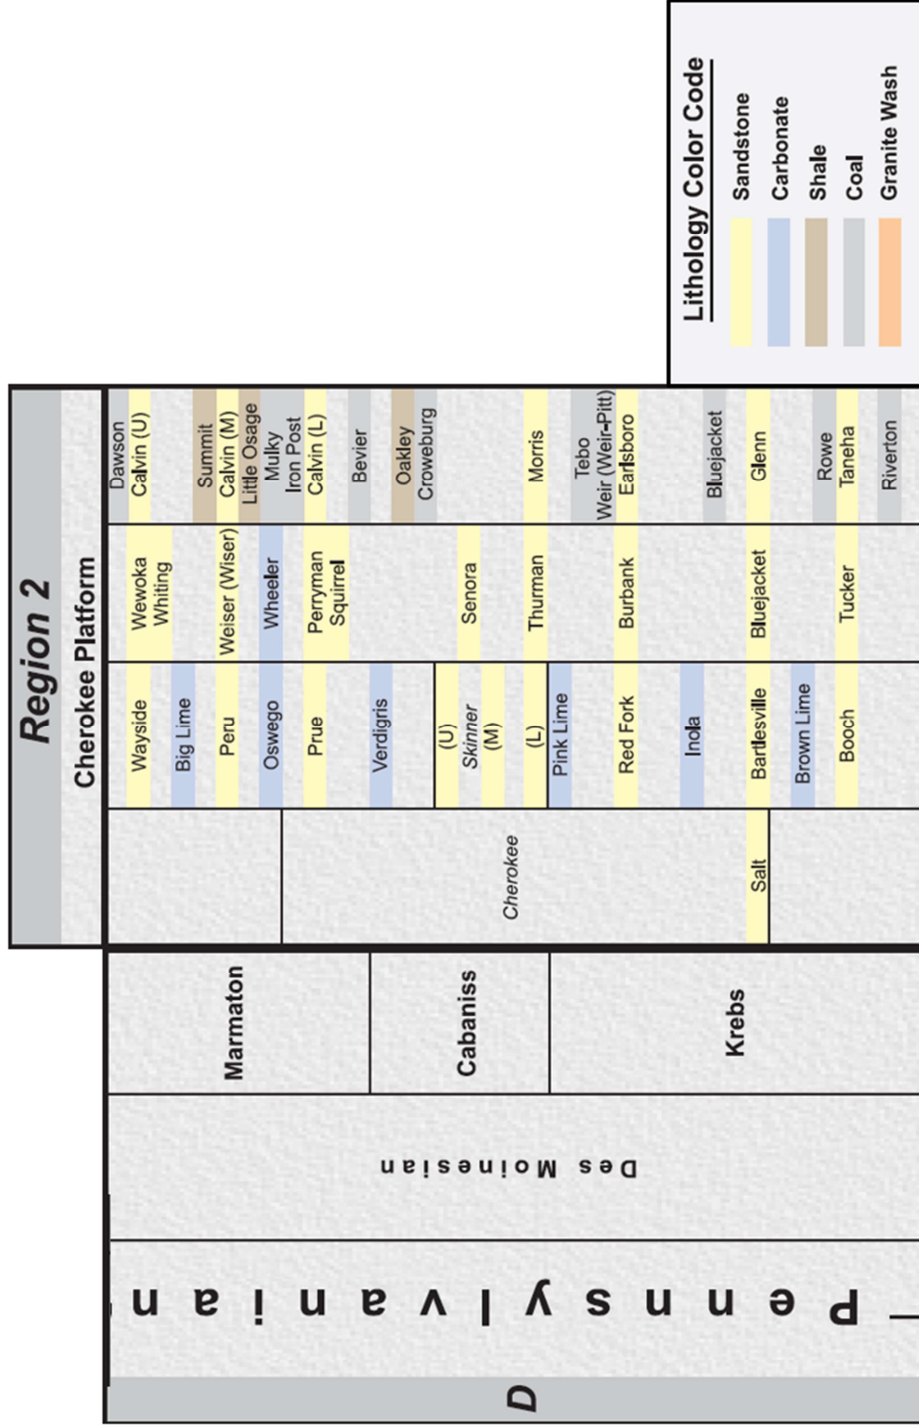 Region 2
Cherokee Platform
D
Pennsylvanian
Des Moinesian
Marmaton
Cabaniss
Krebs
Cherokee
Salt
Wayside
Big Lime
Peru
Oswego
Prue
Verdigris
(U)
Skinner
(M)
(L)
Pink Lime
Red Fork
Inola
Bartlesville
Brown Lime
Booch
Wewoka
Whiting
Weiser (Wiser)
Wheeler
Perryman
Squirrel
Senora
Thurman
Burbank
Bluejacket
Tucker
Dawson
Calvin (U)
Summit
Calvin (M)
Little Osage
Mulky
Iron Post
Calvin (L)
Bevier
Oakley
Croweburg
Morris
Tebo
Weir (Weir-Pitt)
Earlsboro
Bluejacket
Glenn
Rowe
Taneha
Riverton
Lithology Color Code
Sandstone
Carbonate
Shale
Coal
Granite Wash